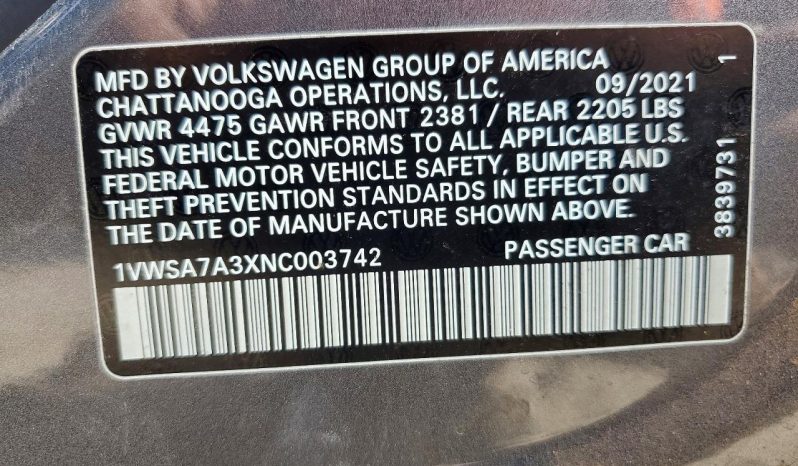 MFD BY VOLKSWAGEN GROUP OF AMERICA
CHATTANOOGA OPERATIONS, LLC. 09/2021
GVWR 4475 GAWR FRONT 2381 / REAR 2205 LBS
THIS VEHICLE CONFORMS TO ALL APPLICABLE U.S.
FEDERAL MOTOR VEHICLE SAFETY, BUMPER AND
THEFT PREVENTION STANDARDS IN EFFECT ON
THE DATE OF MANUFACTURE SHOWN ABOVE.
1VWSA7A3XNC003742 PASSENGER CAR
3839731 1